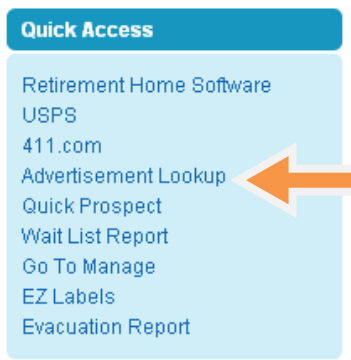 Quick Access
Retirement Home Software
USPS
411.com
Advertisement Lookup
Quick Prospect
Wait List Report
Go To Manage
EZ Labels
Evacuation Report